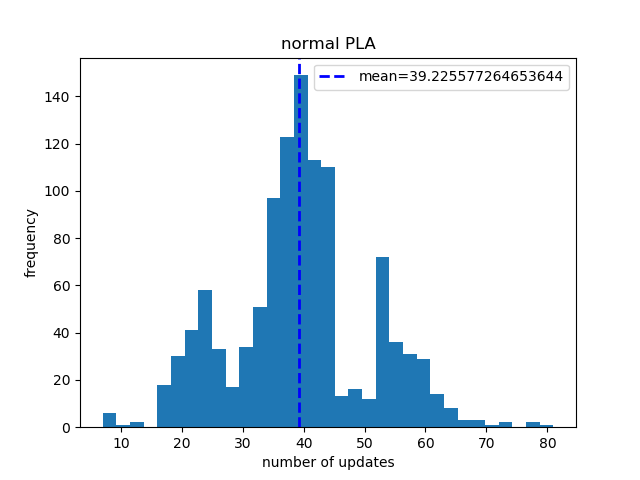 normal PLA
mean=39.225577264653644
frequency
140
120
100
80
60
40
20
0
10 20 30 40 50 60 70 80
number of updates